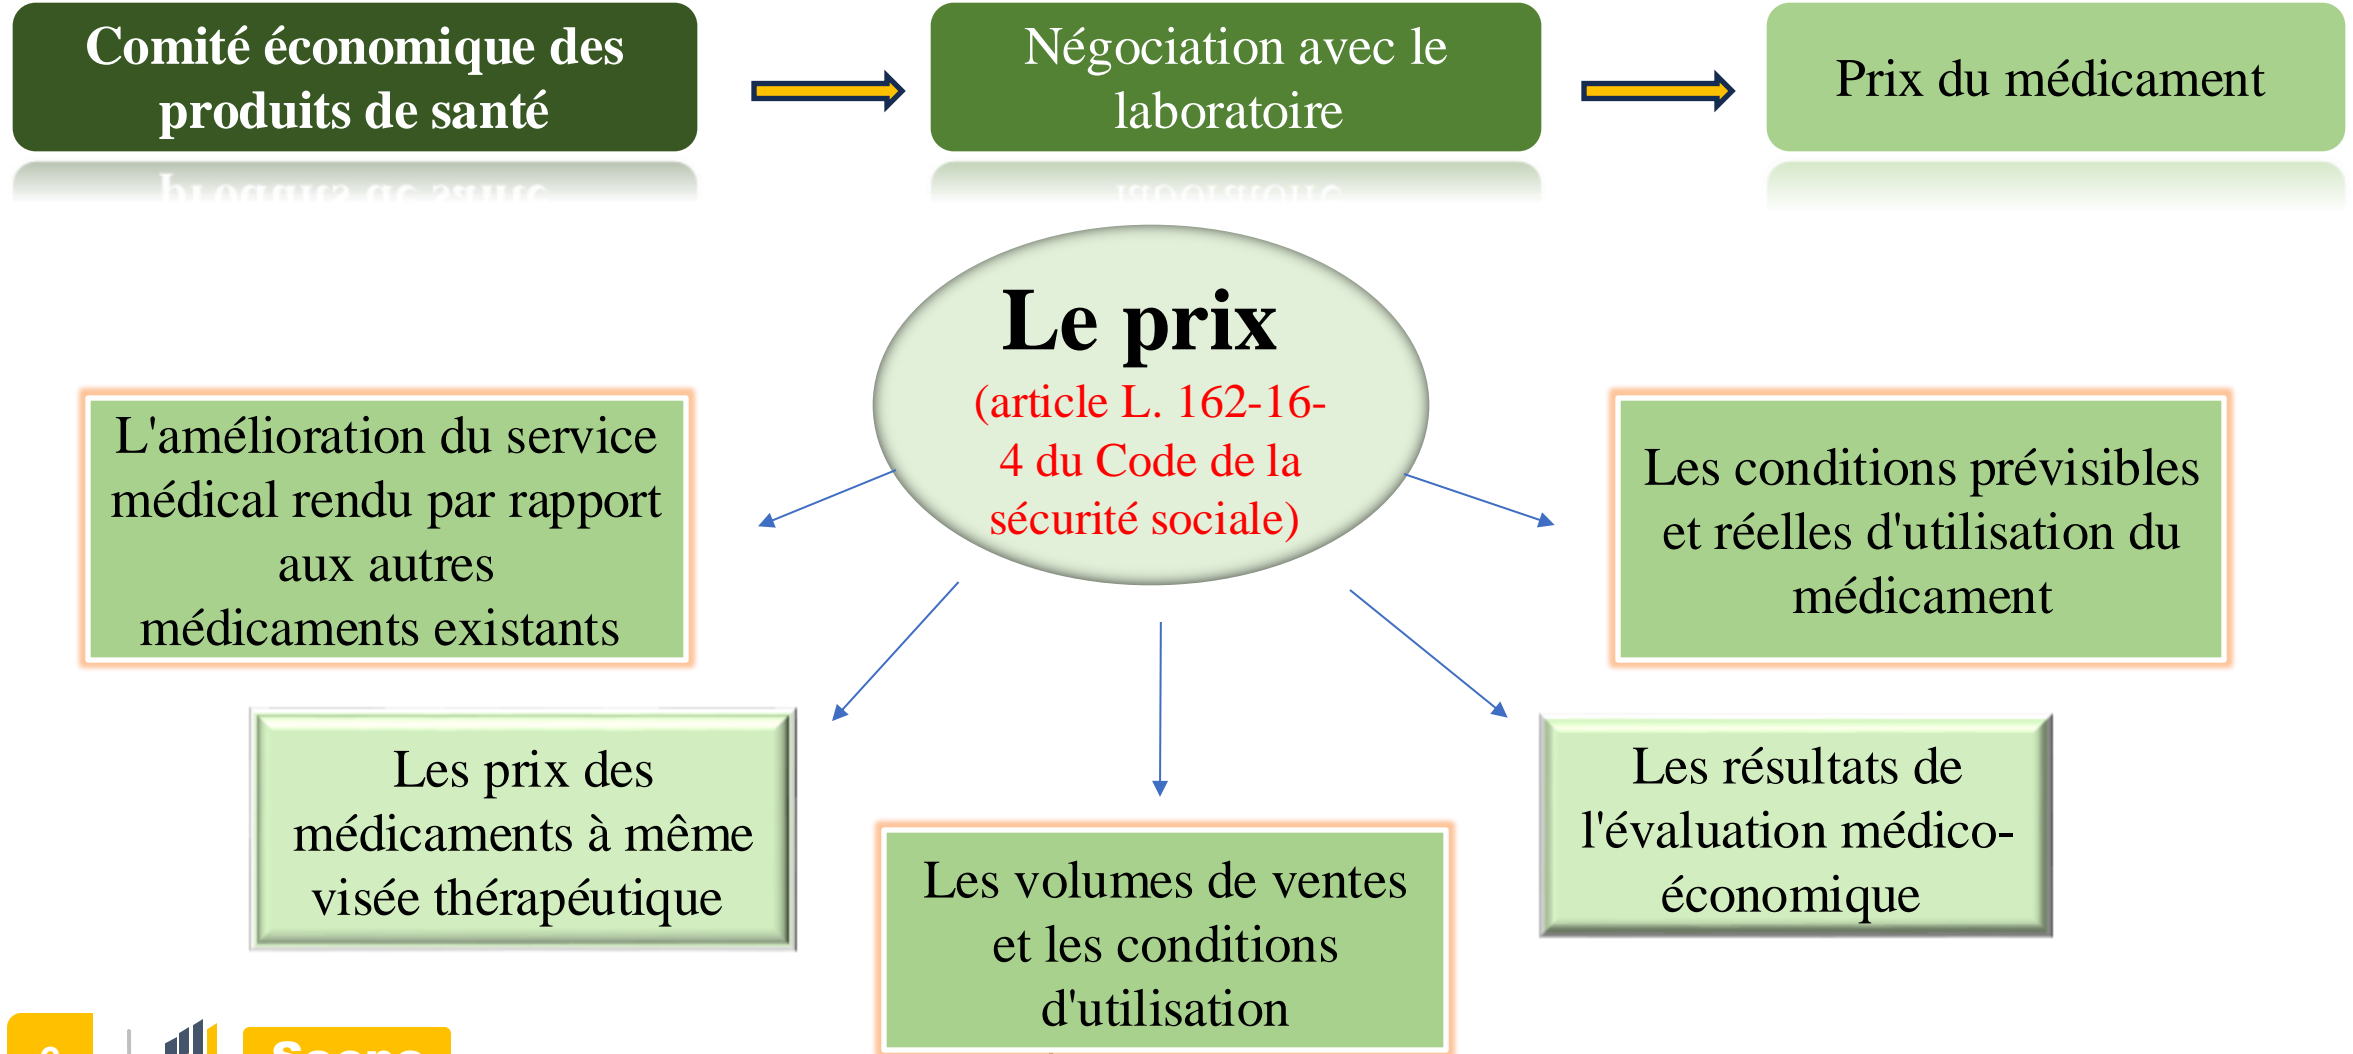 Comité économique des
produits de santé
Négociation avec le
laboratoire
Prix du médicament
Le prix
(article L. 162-16-
4 du Code de la
sécurité sociale)
L'amélioration du service
médical rendu par rapport
aux autres
médicaments existants
Les conditions prévisibles
et réelles d'utilisation du
médicament
Les prix des
médicaments à même
visée thérapéutique
Les volumes de ventes
et les conditions
d'utilisation
Les résultats de
l'évaluation médico-
économique